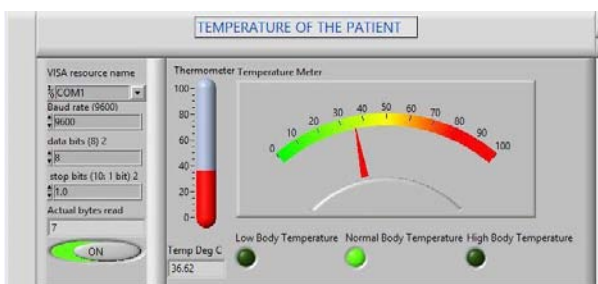 TEMPERATURE OF THE PATIENT
VISA resource name
COM1
Baud rate (9600)
9600
data bits (8) 2
8
stop bits (10: 1 bit) 2
1.0
Actual bytes read
7
ON
Thermometer
100
80
60
40
20
0
Temp Deg C
36.62
Temperature Meter
0 10 20 30 40 50 60 70 80 90 100
Low Body Temperature Normal Body Temperature High Body Temperature